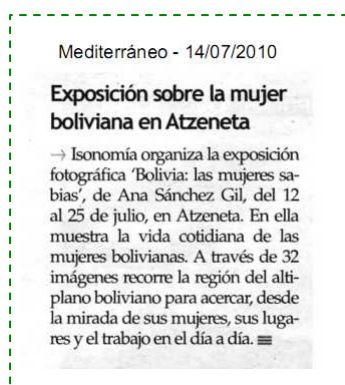 Mediterráneo - 14/07/2010
Exposición sobre la mujer
boliviana en Atzeneta
→ Isonomía organiza la exposición
fotográfica ‘Bolivia: las mujeres sa-
bias’, de Ana Sánchez Gil, del 12
al 25 de julio, en Atzeneta. En ella
muestra la vida cotidiana de las
mujeres bolivianas. A través de 32
imágenes recorre la región del alti-
plano boliviano para acercar, desde
la mirada de sus mujeres, sus luga-
res y el trabajo en el día a día.